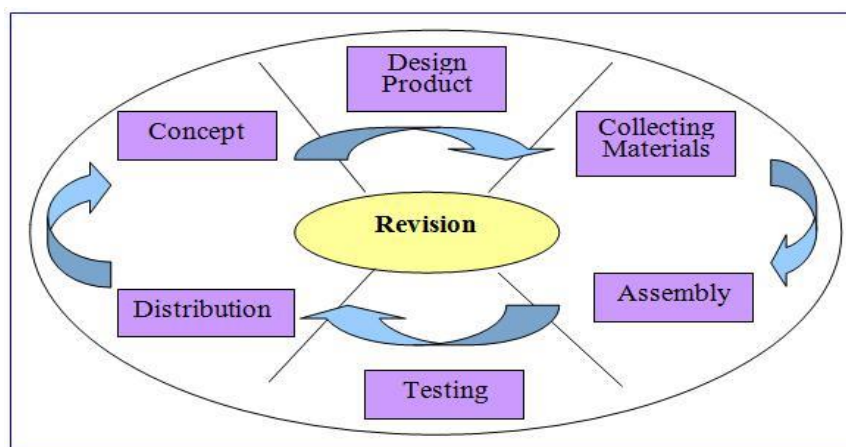 Design
Product
Concept
Collecting
Materials
Revision
Assembly
Distribution
Testing